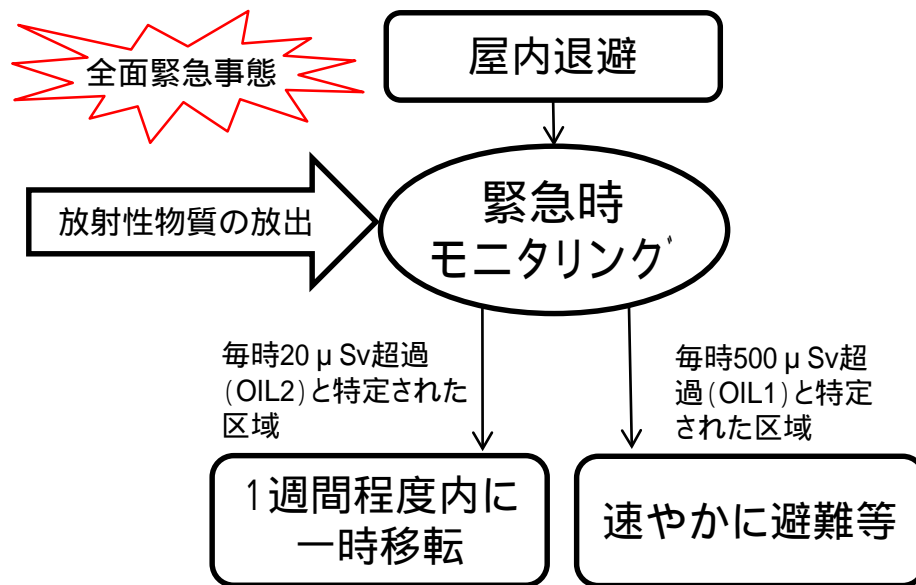 全面緊急事態
屋内退避
放射性物質の放出
緊急時
モニタリング
毎時20μSv超過
(OIL2)と特定された
区域
毎時500μSv超
過(OIL1)と特定
された区域
1週間程度内に
一時移転
速やかに避難等